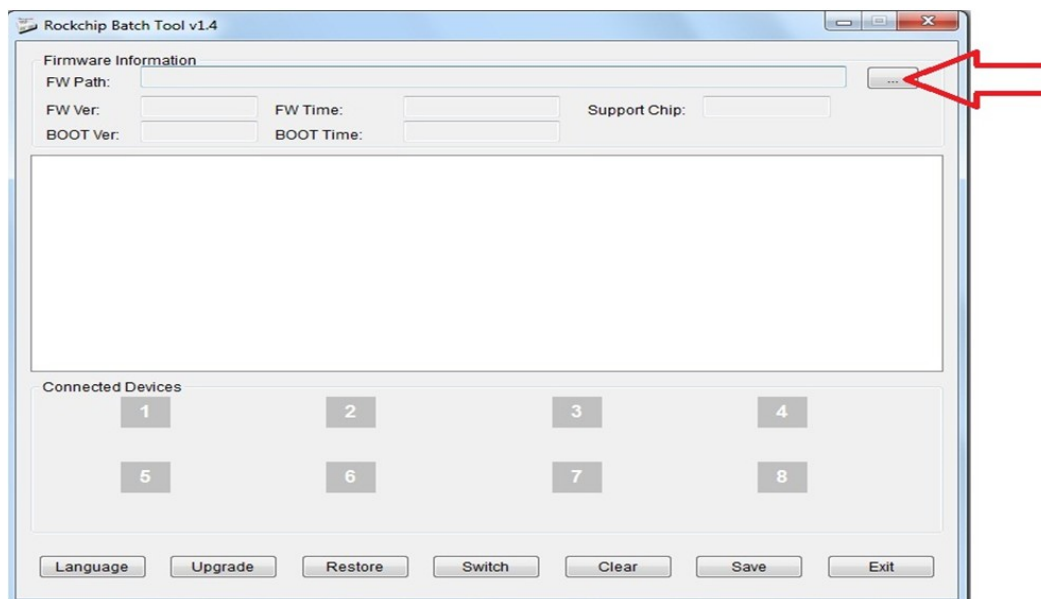 Rockchip Batch Tool v1.4
Firmware Information
FW Path: ...
FW Ver: FW Time: Support Chip:
BOOT Ver: BOOT Time:
Connected Devices
1 2 3 4
5 6 7 8
Language Upgrade Restore Switch Clear Save Exit